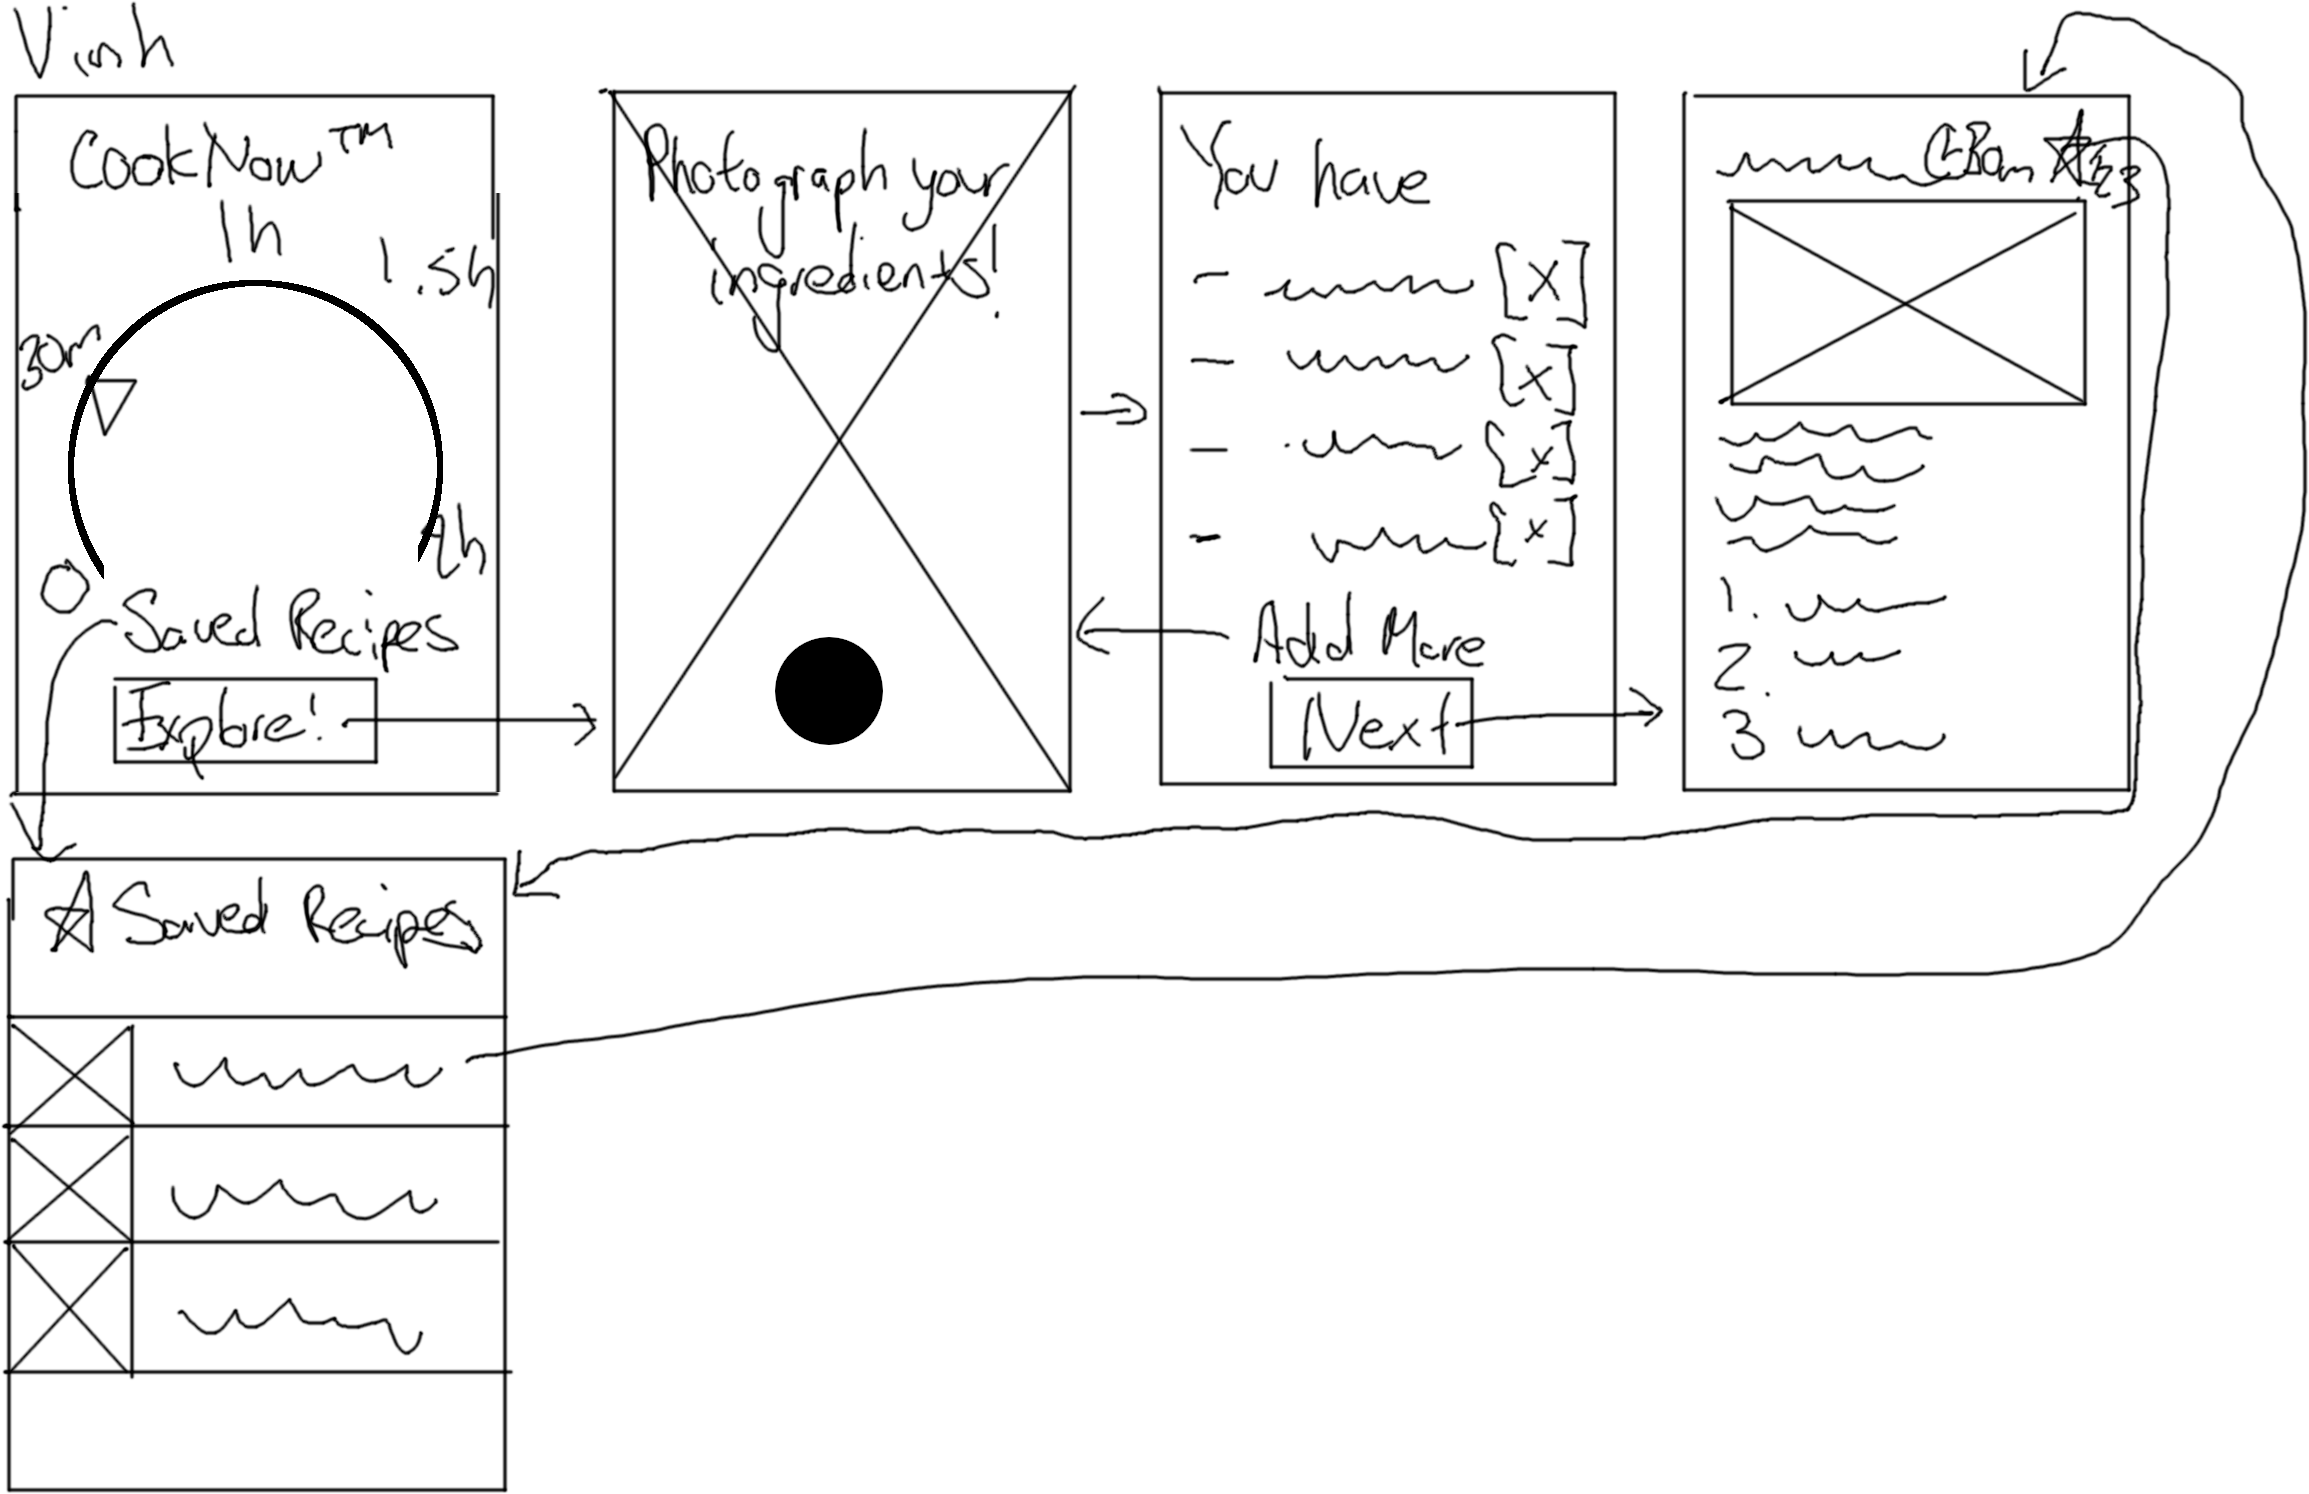 Vinh
CookNow™
1h
1.5h
30m
2h
0
Saved Recipes
Explore!
Photograph your
ingredients!
You have
- [x]
- [x]
- [x]
- [x]
Add More
Next
1.
2.
3
Saved Recipes